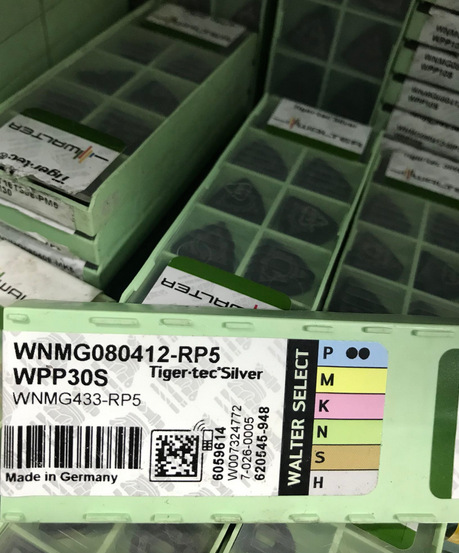 WALTER
Tiger·tec®
WALTER
WNMG080412-RP5
WPP30S
Tiger·tec®Silver
WNMG433-RP5
Made in Germany
6059614
W007324772
7-026-0005
620545-948
WALTER SELECT
P
M
K
N
S
H